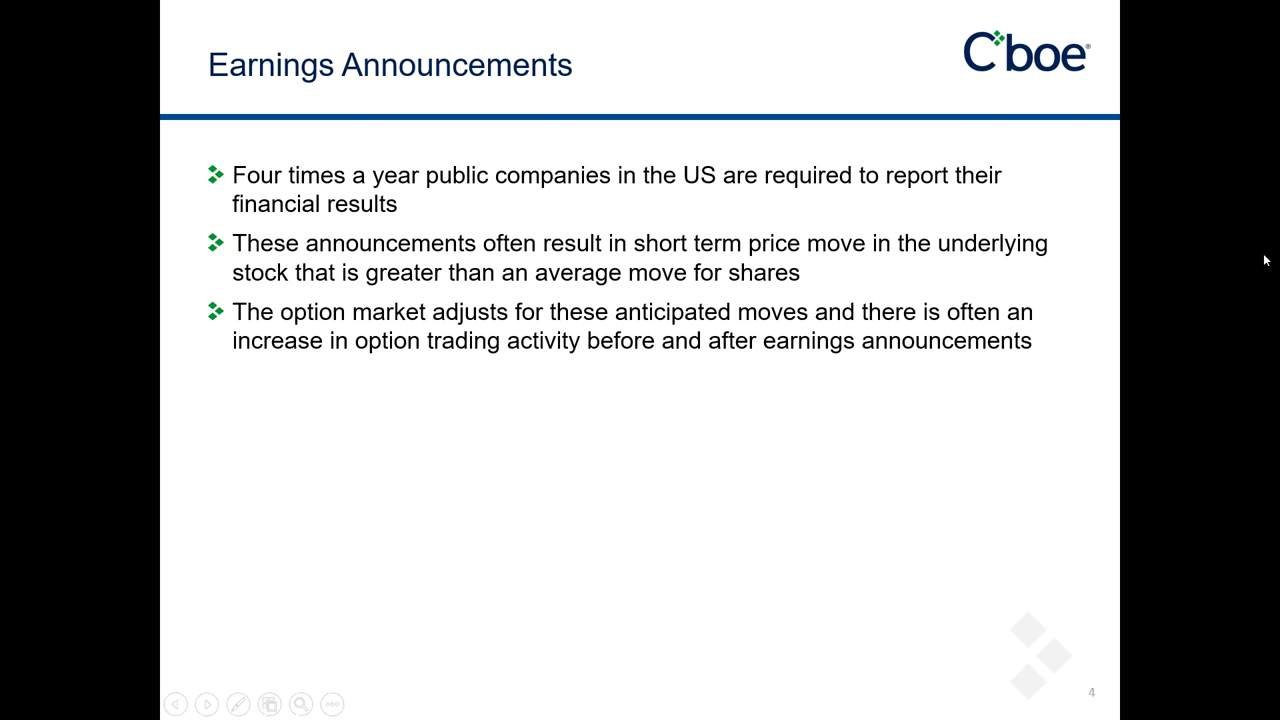 Earnings Announcements
Cboe®
Four times a year public companies in the US are required to report their
financial results
These announcements often result in short term price move in the underlying
stock that is greater than an average move for shares
The option market adjusts for these anticipated moves and there is often an
increase in option trading activity before and after earnings announcements
4